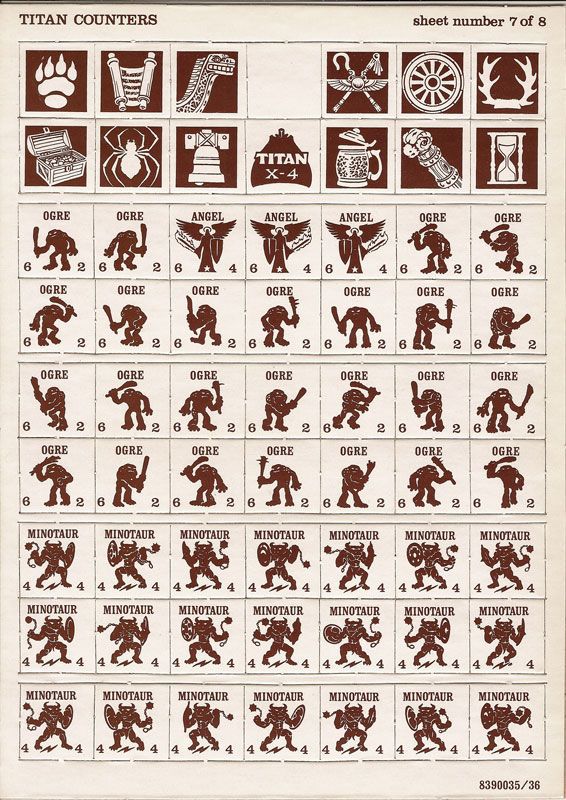 TITAN COUNTERS sheet number 7 of 8
TITAN
X-4
OGRE OGRE ANGEL ANGEL ANGEL OGRE OGRE
6 2 6 2 6 4 6 4 6 4 6 2 6 2
OGRE OGRE OGRE OGRE OGRE OGRE OGRE
6 2 6 2 6 2 6 2 6 2 6 2 6 2
OGRE OGRE OGRE OGRE OGRE OGRE OGRE
6 2 6 2 6 2 6 2 6 2 6 2 6 2
OGRE OGRE OGRE OGRE OGRE OGRE OGRE
6 2 6 2 6 2 6 2 6 2 6 2 6 2
MINOTAUR MINOTAUR MINOTAUR MINOTAUR MINOTAUR MINOTAUR MINOTAUR
4 4 4 4 4 4 4 4 4 4 4 4 4 4
MINOTAUR MINOTAUR MINOTAUR MINOTAUR MINOTAUR MINOTAUR MINOTAUR
4 4 4 4 4 4 4 4 4 4 4 4 4 4
MINOTAUR MINOTAUR MINOTAUR MINOTAUR MINOTAUR MINOTAUR MINOTAUR
4 4 4 4 4 4 4 4 4 4 4 4 4 4
8390035/36